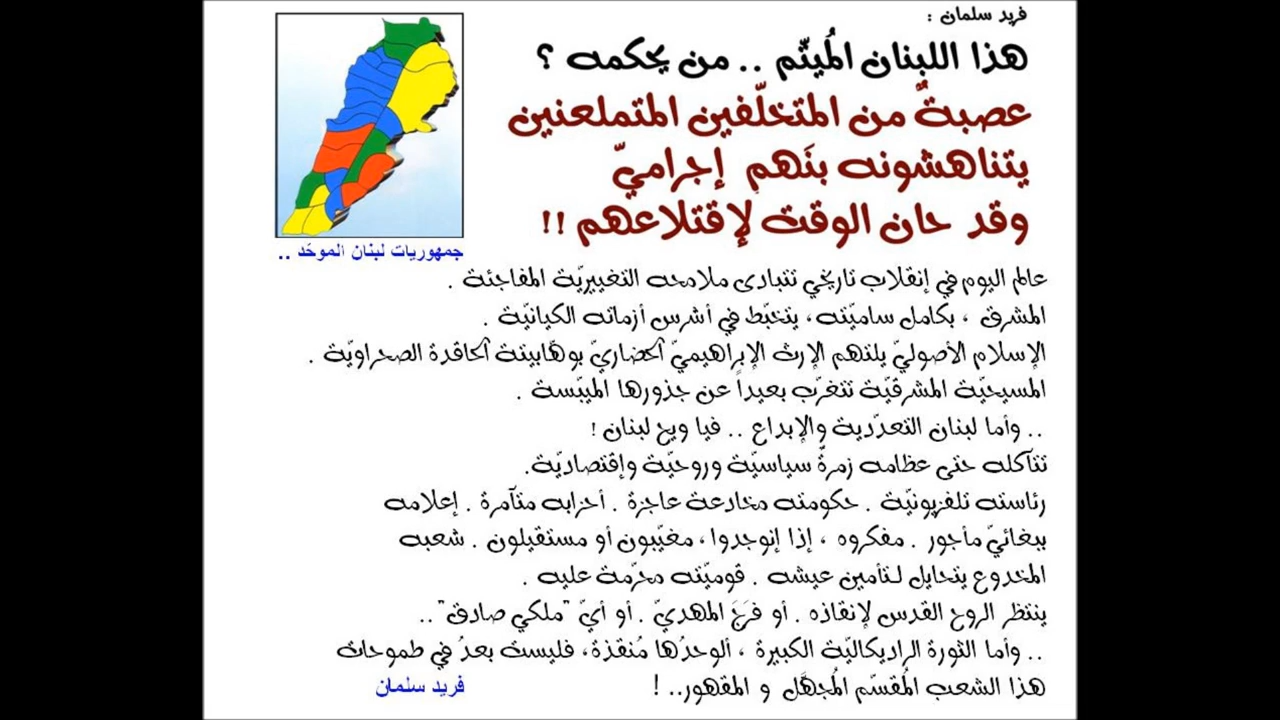 فريد سلمان :
هذا اللبنان المُيتّم .. من يحكمه ؟
عصبةٌ من المتخلّفين المتملعنين
يتناهشونه بنَهمٍ إجراميّ
وقد حان الوقت لإقتلاعهم !!
جمهوريات لبنان الموحّد ..
عالم اليوم في إنقلاب تاريخي تتبادى ملامحه التغييريّة المفاجئة .
المشرق ، بكامل ساميّته، يتخبّط في أشرس أزماته الكيانيّة .
الإسلام الأصوليّ يلتهم الإرث الإبراهيميّ الحضاريّ بوهّابيته الحاقدة الصحراويّة .
المسيحيّة المشرقيّة تتغرّب بعيداً عن جذورها الميبّسة .
.. وأما لبنان التعدّدية والإبداع .. فيا ويح لبنان !
تتآكله حتى عظامه زمرةٌ سياسيّة وروحيّة وإقتصاديّة.
رئاسته تلفزيونيّة . حكومته مخادعة عاجزة . أحزابه متآمرة . إعلامه
ببغائيّ مأجور . مفكروه ، إذا إنوجدوا ، مغيّبون أو مستقيلون . شعبه
المخدوع يتحايل لتأمين عيشه . قوميّته محرّمة عليه .
ينتظر الروح القدس لإنقاذه . أو فرَجَ المهديّ . أو أيّ "ملكي صادق" ..
.. وأما الثورة الراديكاليّة الكبيرة ، ألوحدُها مُنقذة، فليست بعدُ في طموحات
هذا الشعب المُقسّم المُجهَّل و المقهور.. !
فريد سلمان